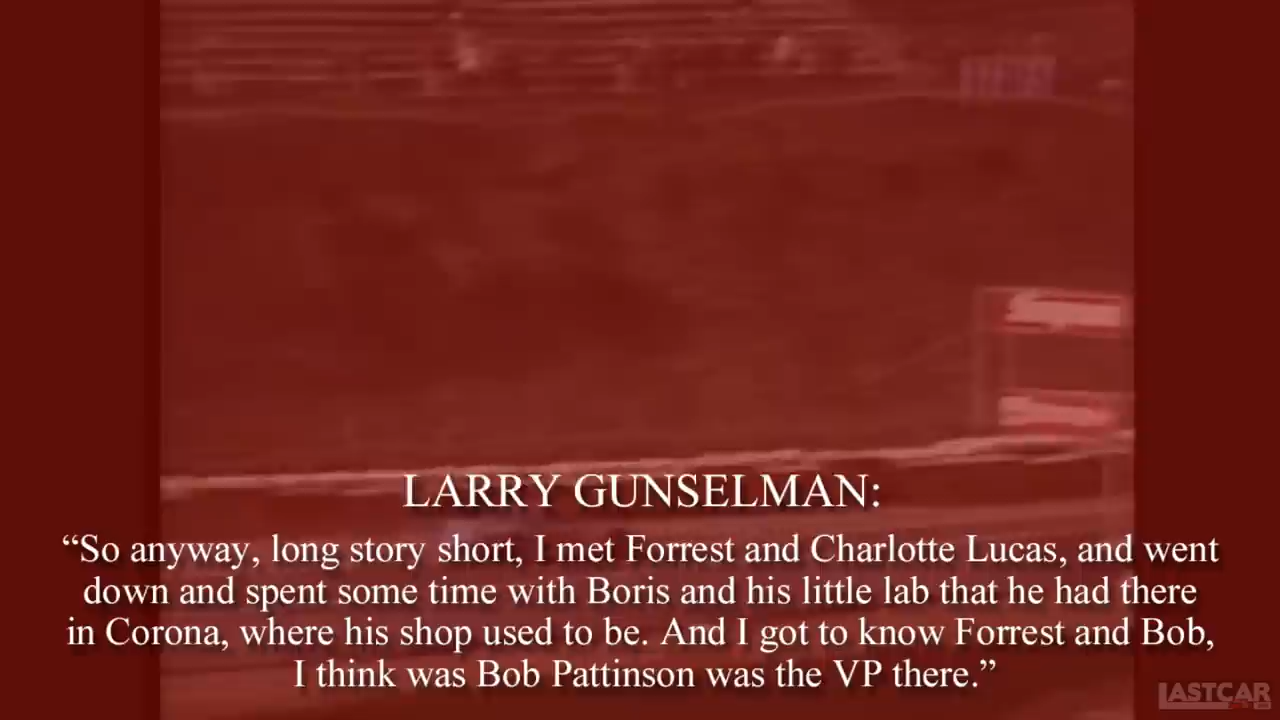 LARRY GUNSELMAN:
“So anyway, long story short, I met Forrest and Charlotte Lucas, and went
down and spent some time with Boris and his little lab that he had there
in Corona, where his shop used to be. And I got to know Forrest and Bob,
I think was Bob Pattinson was the VP there.”
LASTCAR